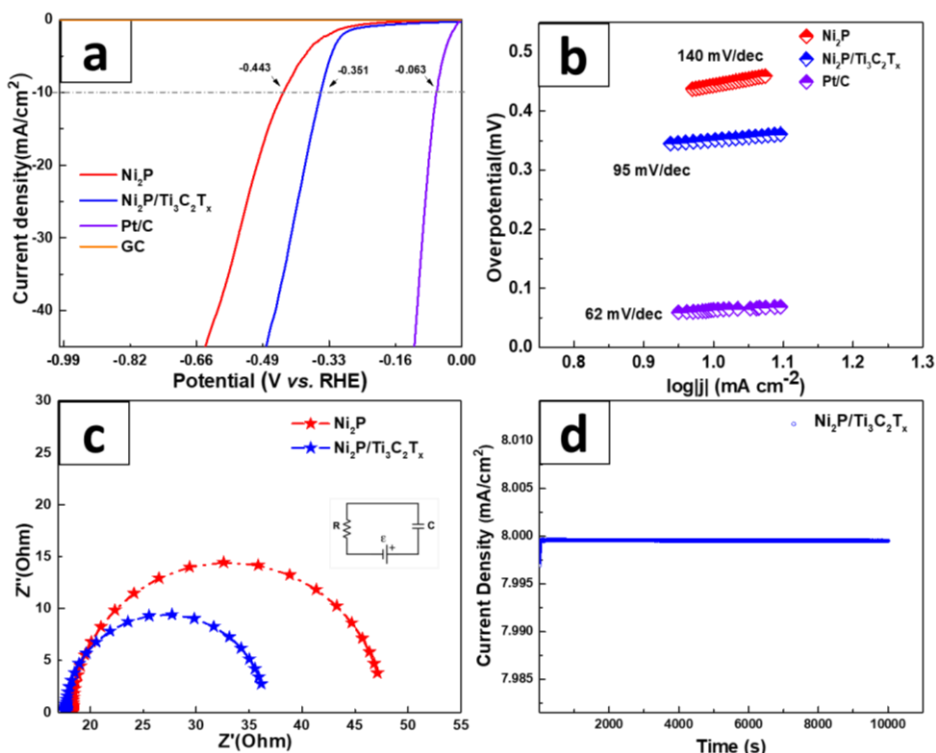 a
0
-10
-20
-30
-40
-0.443
-0.351
-0.063
Ni₂P
Ni₂P/Ti₃C₂Tₓ
Pt/C
GC
Current density(mA/cm²)
-0.99 -0.82 -0.66 -0.49 -0.33 -0.16 0.00
Potential (V vs. RHE)
b
0.5
0.4
0.3
0.2
0.1
0.0
Overpotential(mV)
140 mV/dec
95 mV/dec
62 mV/dec
Ni₂P
Ni₂P/Ti₃C₂Tₓ
Pt/C
0.8 0.9 1.0 1.1 1.2 1.3
log|j| (mA cm⁻²)
c
30
25
20
15
10
5
0
Z''(Ohm)
Ni₂P
Ni₂P/Ti₃C₂Tₓ
R
C
E
+
20 25 30 35 40 45 50 55
Z'(Ohm)
d
8.010
8.005
8.000
7.995
7.990
7.985
Current Density (mA/cm²)
Ni₂P/Ti₃C₂Tₓ
2000 4000 6000 8000 10000
Time (s)